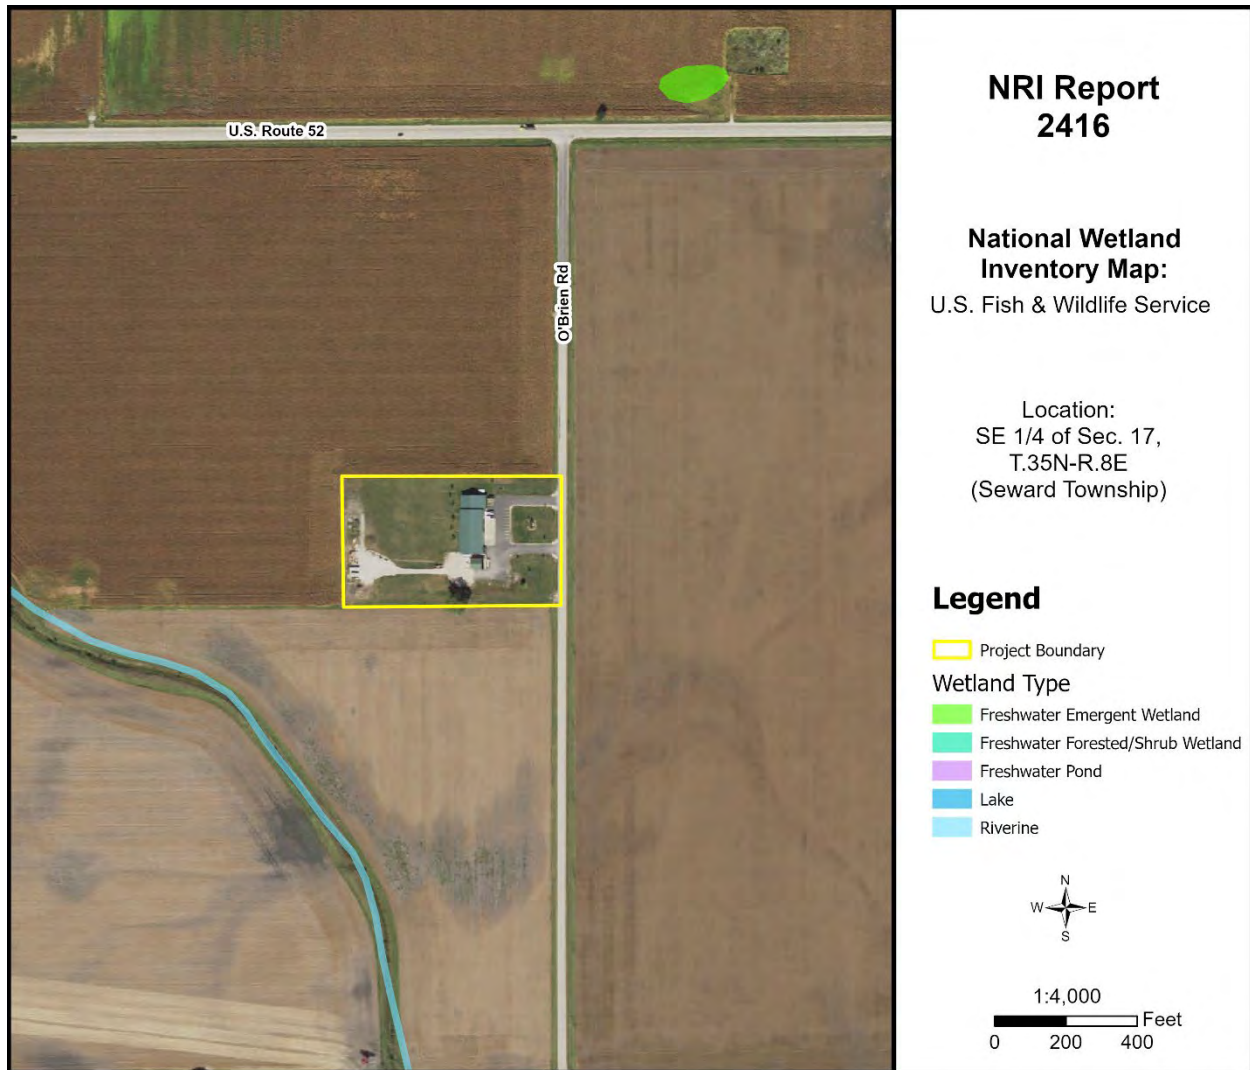 U.S. Route 52
O'Brien Rd
NRI Report
2416
National Wetland
Inventory Map:
U.S. Fish & Wildlife Service
Location:
SE 1/4 of Sec. 17,
T.35N-R.8E
(Seward Township)
Legend
Project Boundary
Wetland Type
Freshwater Emergent Wetland
Freshwater Forested/Shrub Wetland
Freshwater Pond
Lake
Riverine
N
W E
S
1:4,000
Feet
0 200 400